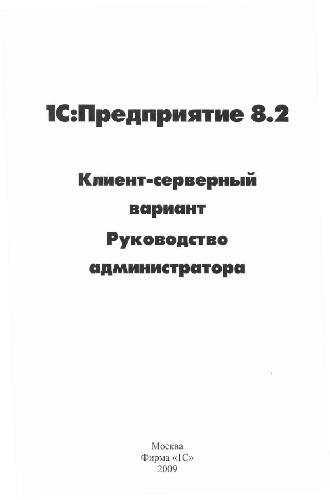 1С:Предприятие 8.2
Клиент-серверный
вариант
Руководство
администратора
Москва
Фирма «1С»
2009